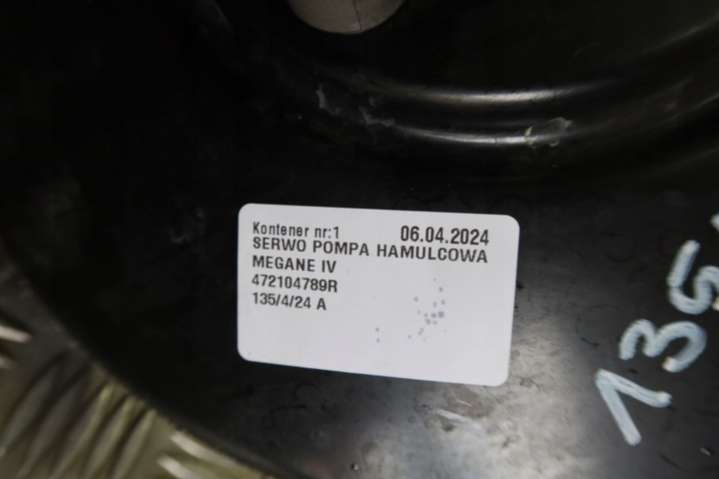 Kontener nr:1 06.04.2024
SERWO POMPA HAMULCOWA
MEGANE IV
472104789R
135/4/24 A
135